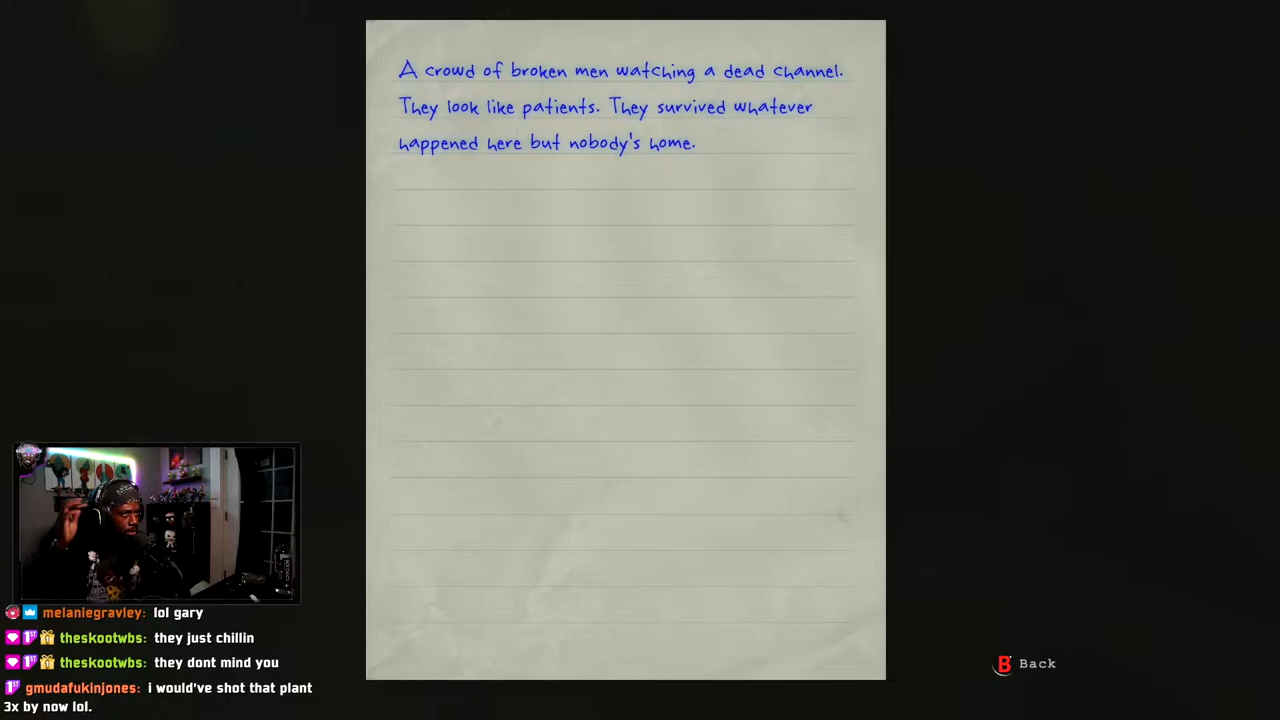 A crowd of broken men watching a dead channel.
They look like patients. They survived whatever
happened here but nobody's home.
B Back
melaniegravley: lol gary
theskootwbs: they just chillin
theskootwbs: they dont mind you
gmudafukinjones: i would've shot that plant
3x by now lol.